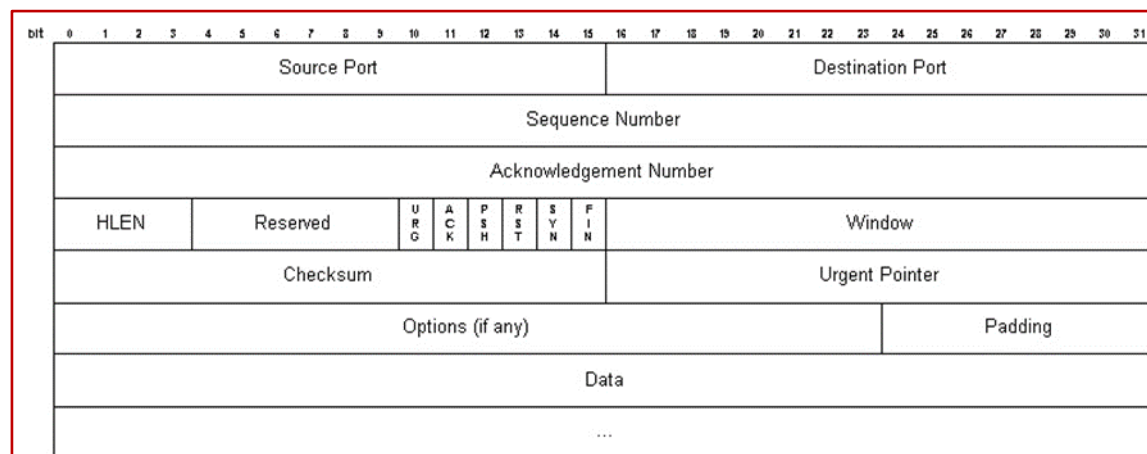 bit 0 1 2 3 4 5 6 7 8 9 10 11 12 13 14 15 16 17 18 19 20 21 22 23 24 25 26 27 28 29 30 31
Source Port Destination Port
Sequence Number
Acknowledgement Number
HLEN Reserved URG ACK PSH RST SYN FIN Window
Checksum Urgent Pointer
Options (if any) Padding
Data
...